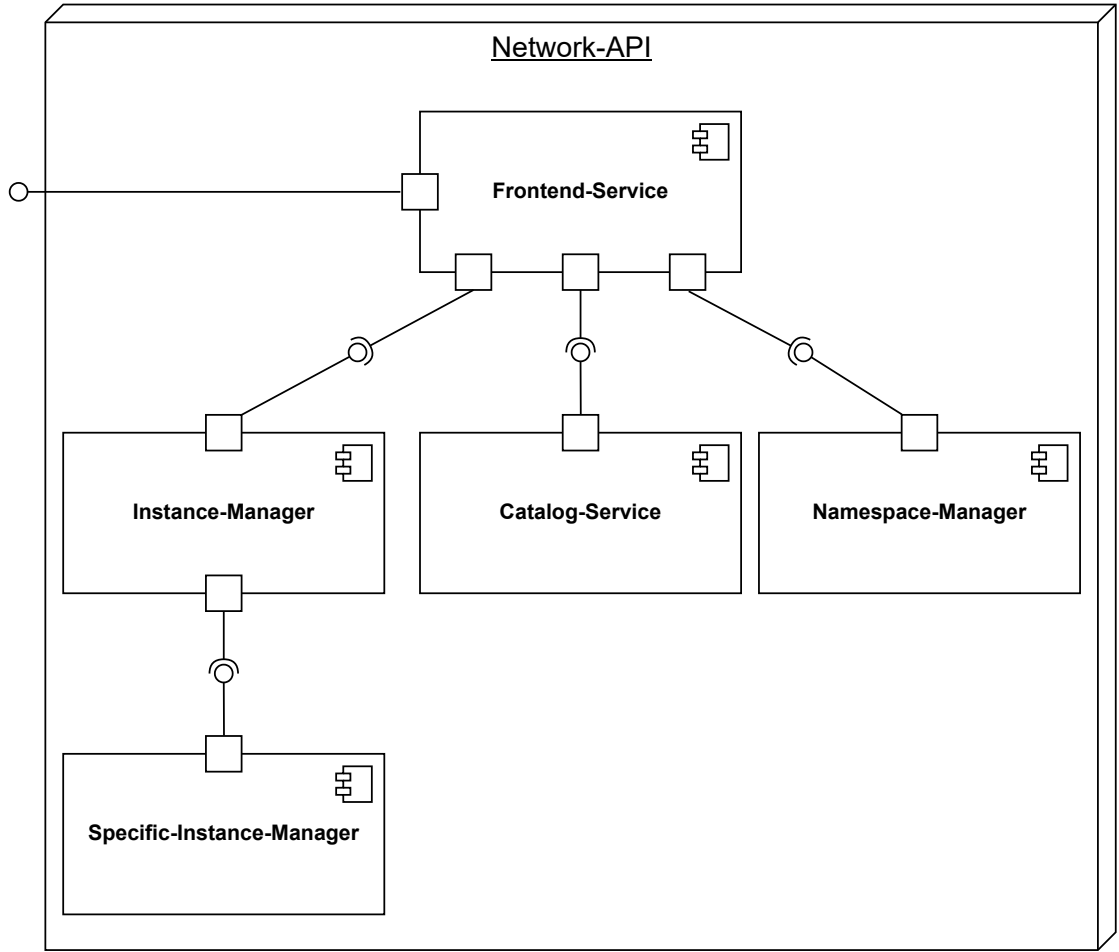 Network-API
Frontend-Service
Instance-Manager
Catalog-Service
Namespace-Manager
Specific-Instance-Manager